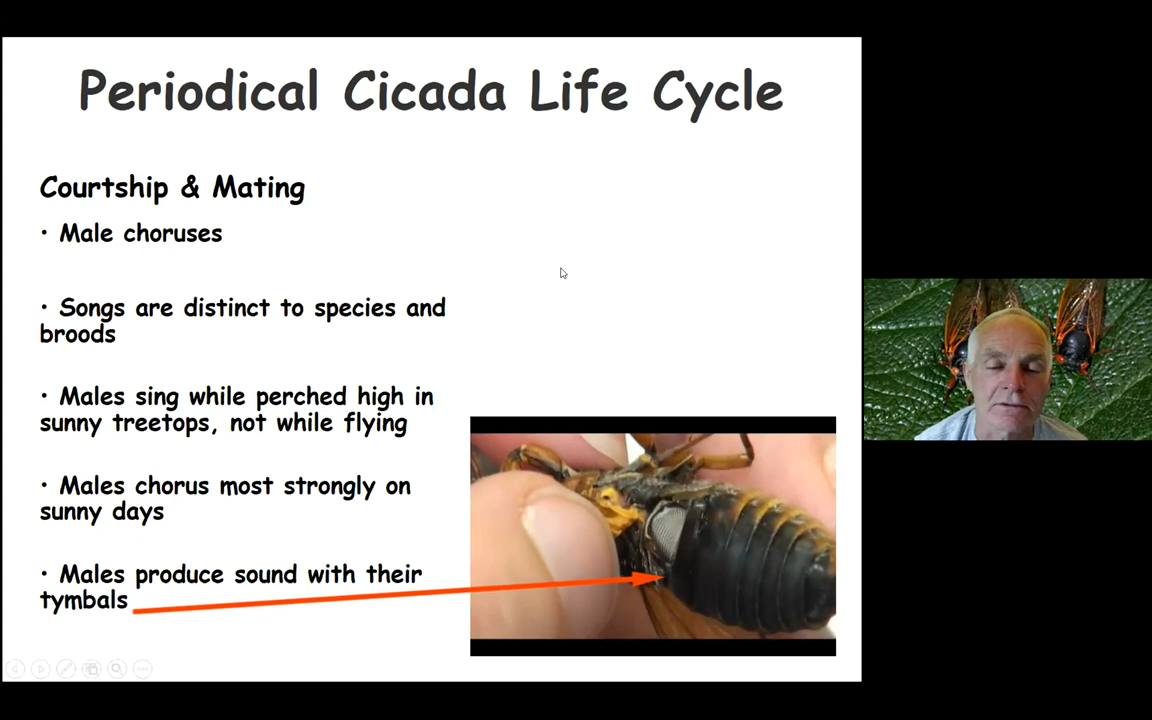 Periodical Cicada Life Cycle
Courtship & Mating
• Male choruses
• Songs are distinct to species and
broods
• Males sing while perched high in
sunny treetops, not while flying
• Males chorus most strongly on
sunny days
• Males produce sound with their
tymbals